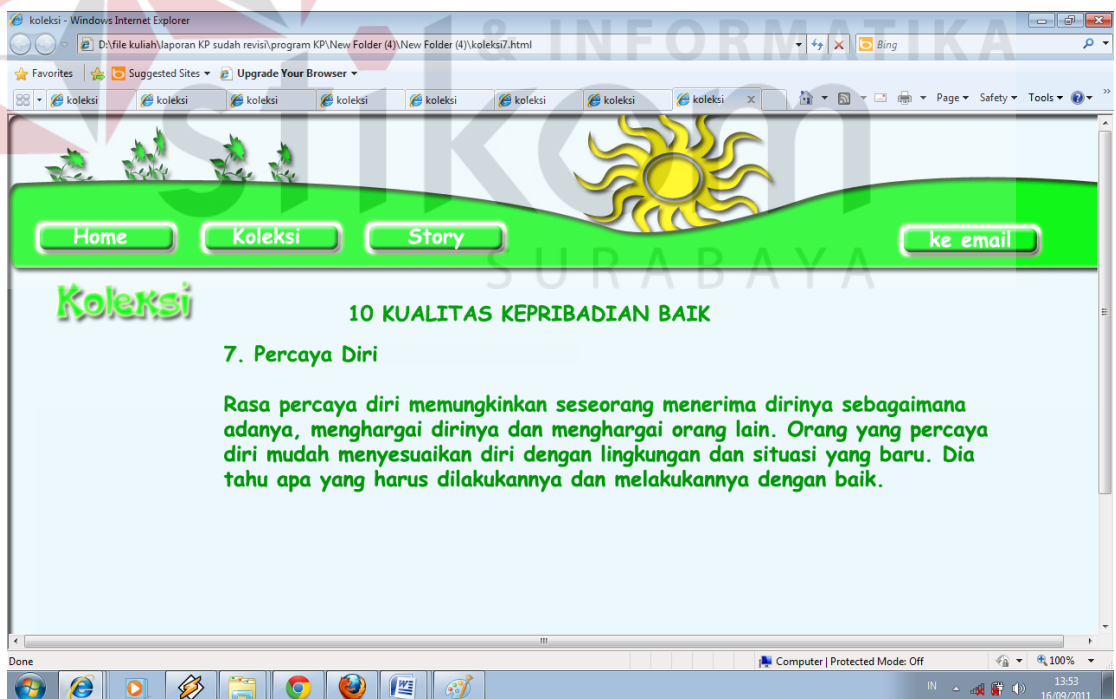 koleksi - Windows Internet Explorer
& INFORMATIKA
D:\file kuliah\laporan KP sudah revisi\program KP\New Folder (4)\New Folder (4)\koleksi7.html
Bing
Favorites Suggested Sites Upgrade Your Browser
koleksi koleksi koleksi koleksi koleksi koleksi koleksi koleksi x Page Safety Tools
stikom
Home Koleksi Story ke email
SURABAYA
Koleksi
10 KUALITAS KEPRIBADIAN BAIK
7. Percaya Diri
Rasa percaya diri memungkinkan seseorang menerima dirinya sebagaimana
adanya, menghargai dirinya dan menghargai orang lain. Orang yang percaya
diri mudah menyesuaikan diri dengan lingkungan dan situasi yang baru. Dia
tahu apa yang harus dilakukannya dan melakukannya dengan baik.
Done Computer | Protected Mode: Off 100%
IN 13:53
16/09/2011